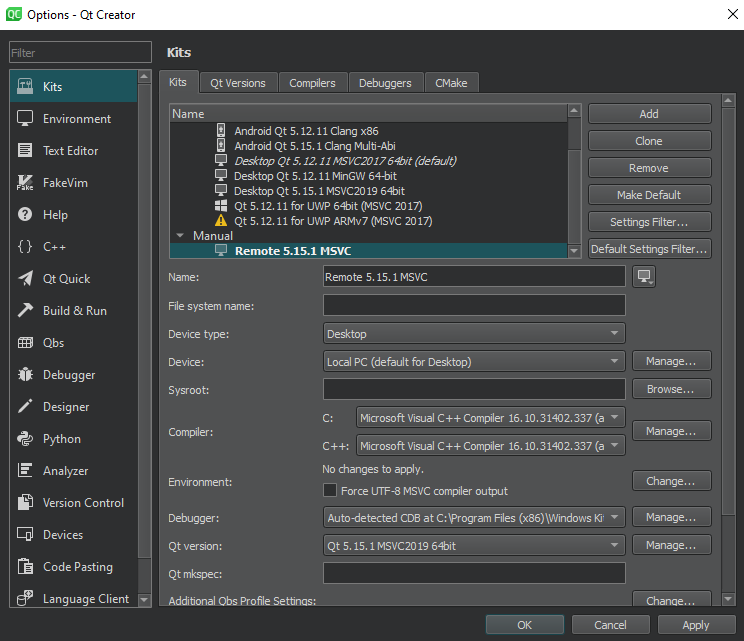 Options - Qt Creator
Filter
Kits
Kits
Environment
Text Editor
FakeVim
Help
C++
Qt Quick
Build & Run
Qbs
Debugger
Designer
Python
Analyzer
Version Control
Devices
Code Pasting
Language Client
Kits Qt Versions Compilers Debuggers CMake
Name
Android Qt 5.12.11 Clang x86
Android Qt 5.15.1 Clang Multi-Abi
Desktop Qt 5.12.11 MSVC2017 64bit (default)
Desktop Qt 5.12.11 MinGW 64-bit
Desktop Qt 5.15.1 MSVC2019 64bit
Qt 5.12.11 for UWP 64bit (MSVC 2017)
Qt 5.12.11 for UWP ARMv7 (MSVC 2017)
Manual
Remote 5.15.1 MSVC
Add
Clone
Remove
Make Default
Settings Filter...
Default Settings Filter...
Name: Remote 5.15.1 MSVC
File system name:
Device type: Desktop
Device: Local PC (default for Desktop) Manage...
Sysroot: Browse...
Compiler: C: Microsoft Visual C++ Compiler 16.10.31402.337 (a
C++: Microsoft Visual C++ Compiler 16.10.31402.337 (a
Manage...
Environment: No changes to apply.
Force UTF-8 MSVC compiler output
Change...
Debugger: Auto-detected CDB at C:\Program Files (x86)\Windows Ki Manage...
Qt version: Qt 5.15.1 MSVC2019 64bit Manage...
Qt mkspec:
Additional Qbs Profile Settings: Change...
OK Cancel Apply